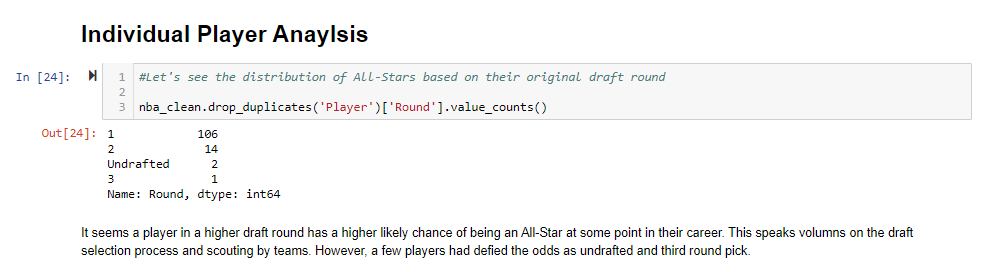 Individual Player Anaylsis
In [24]:
1 #Let's see the distribution of All-Stars based on their original draft round
2
3 nba_clean.drop_duplicates('Player')['Round'].value_counts()
Out[24]: 1 106
2 14
Undrafted 2
3 1
Name: Round, dtype: int64
It seems a player in a higher draft round has a higher likely chance of being an All-Star at some point in their career. This speaks volumns on the draft
selection process and scouting by teams. However, a few players had defied the odds as undrafted and third round pick.